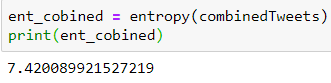 ent_cobined = entropy(combinedTweets)
print(ent_cobined)
7.420089921527219